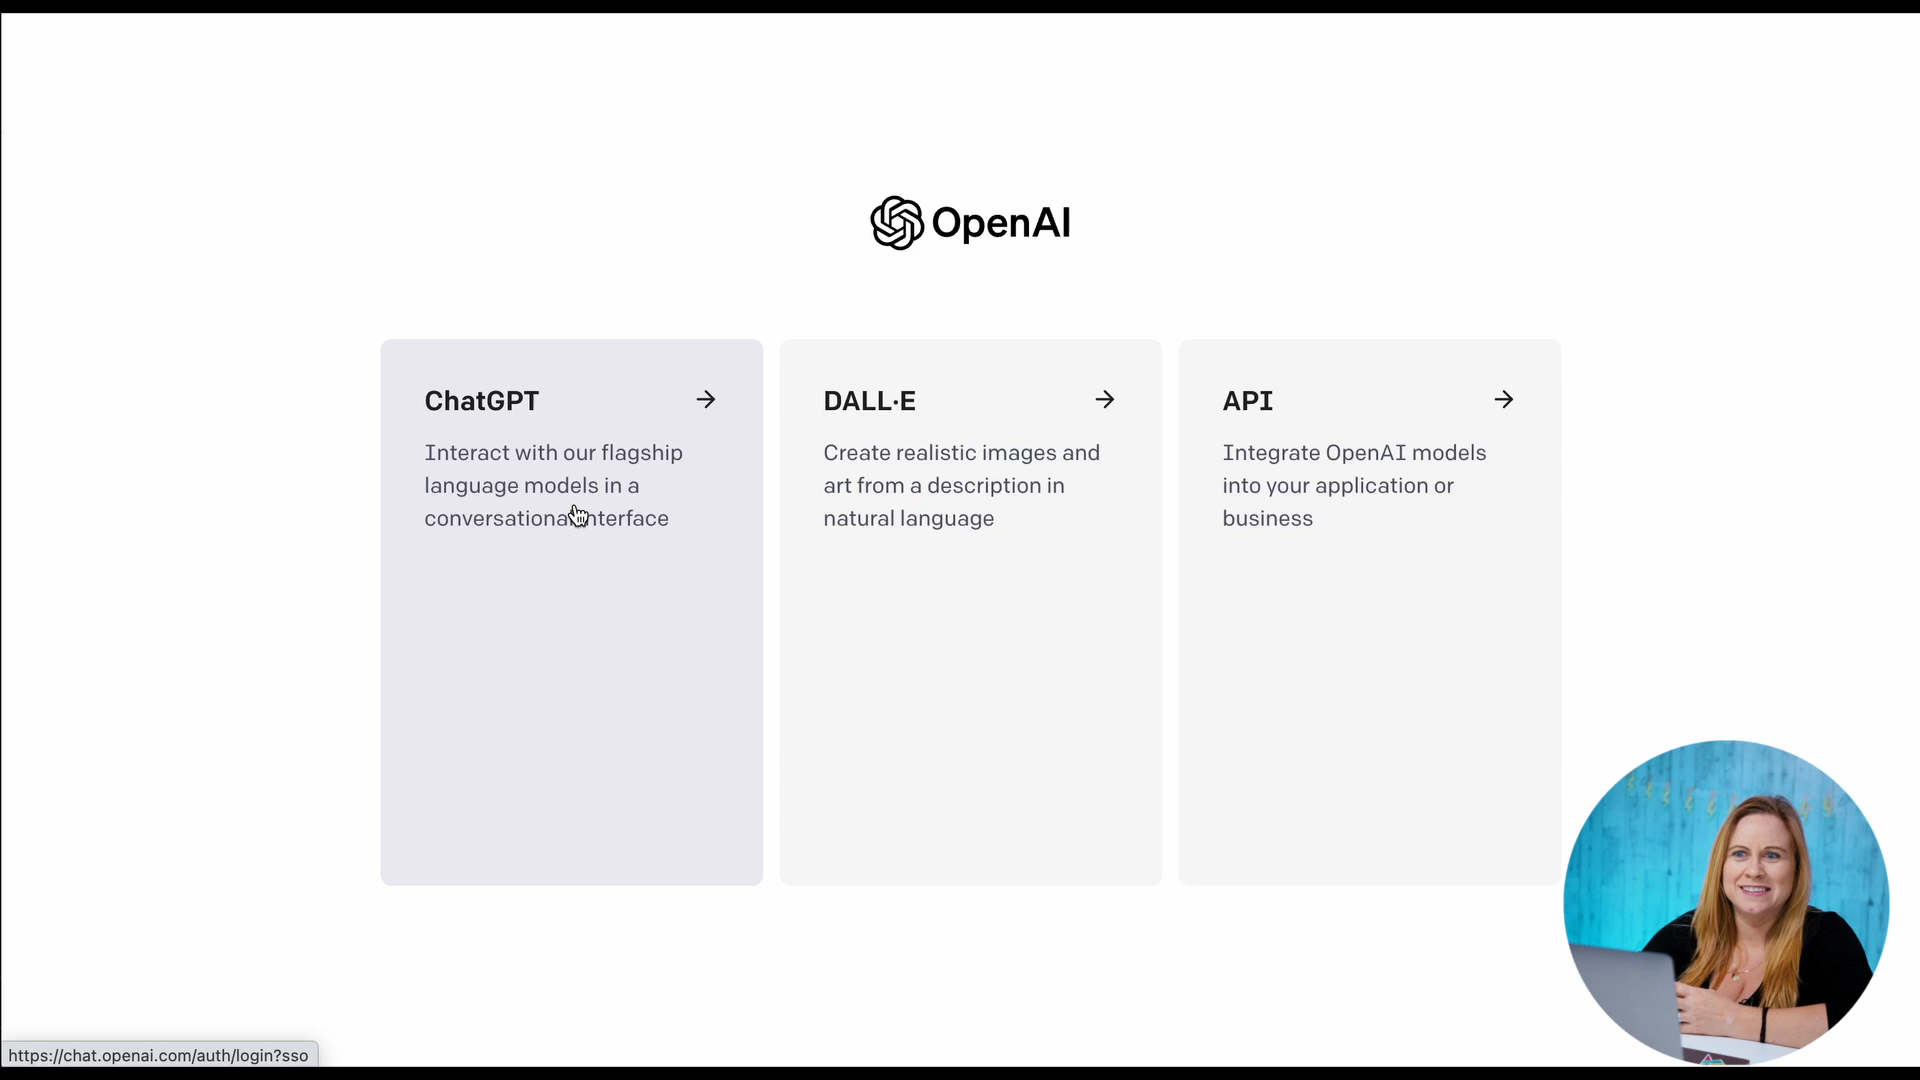 OpenAI
ChatGPT
Interact with our flagship
language models in a
conversational interface
DALL·E
Create realistic images and
art from a description in
natural language
API
Integrate OpenAI models
into your application or
business
https://chat.openai.com/auth/login?sso